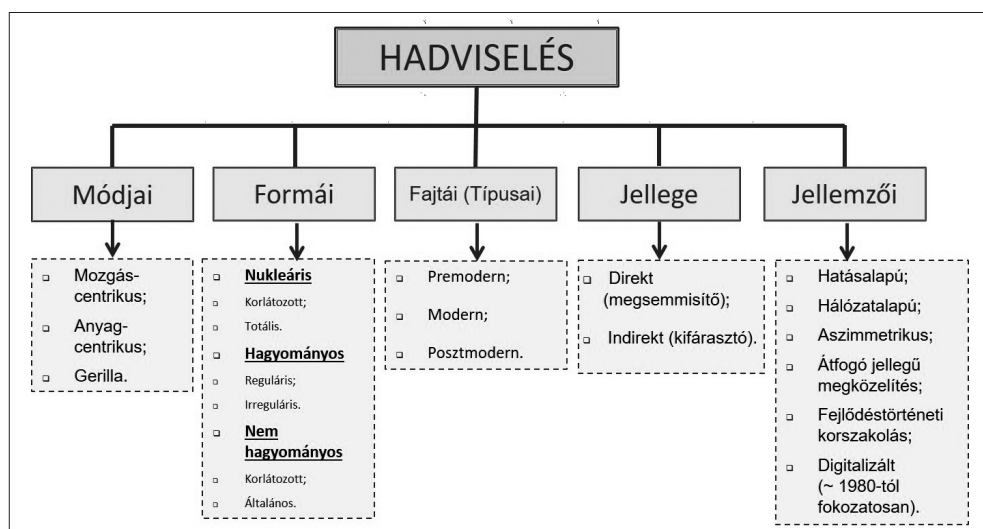 HADVISELÉS
Módjai
Mozgás-
centrikus;
Anyag-
centrikus;
Gerilla.
Formái
Nukleáris
Korlátozott;
Totális.
Hagyományos
Reguláris;
Irreguláris.
Nem
hagyományos
Korlátozott;
Általános.
Fajtái (Típusai)
Premodern;
Modern;
Posztmodern.
Jellege
Direkt
(megsemmisítő);
Indirekt (kifárasztó).
Jellemzői
Hatásalapú;
Hálózatalapú;
Aszimmetrikus;
Átfogó jellegű
megközelítés;
Fejlődéstörténeti
korszakolás;
Digitalizált
(~ 1980-tól
fokozatosan).